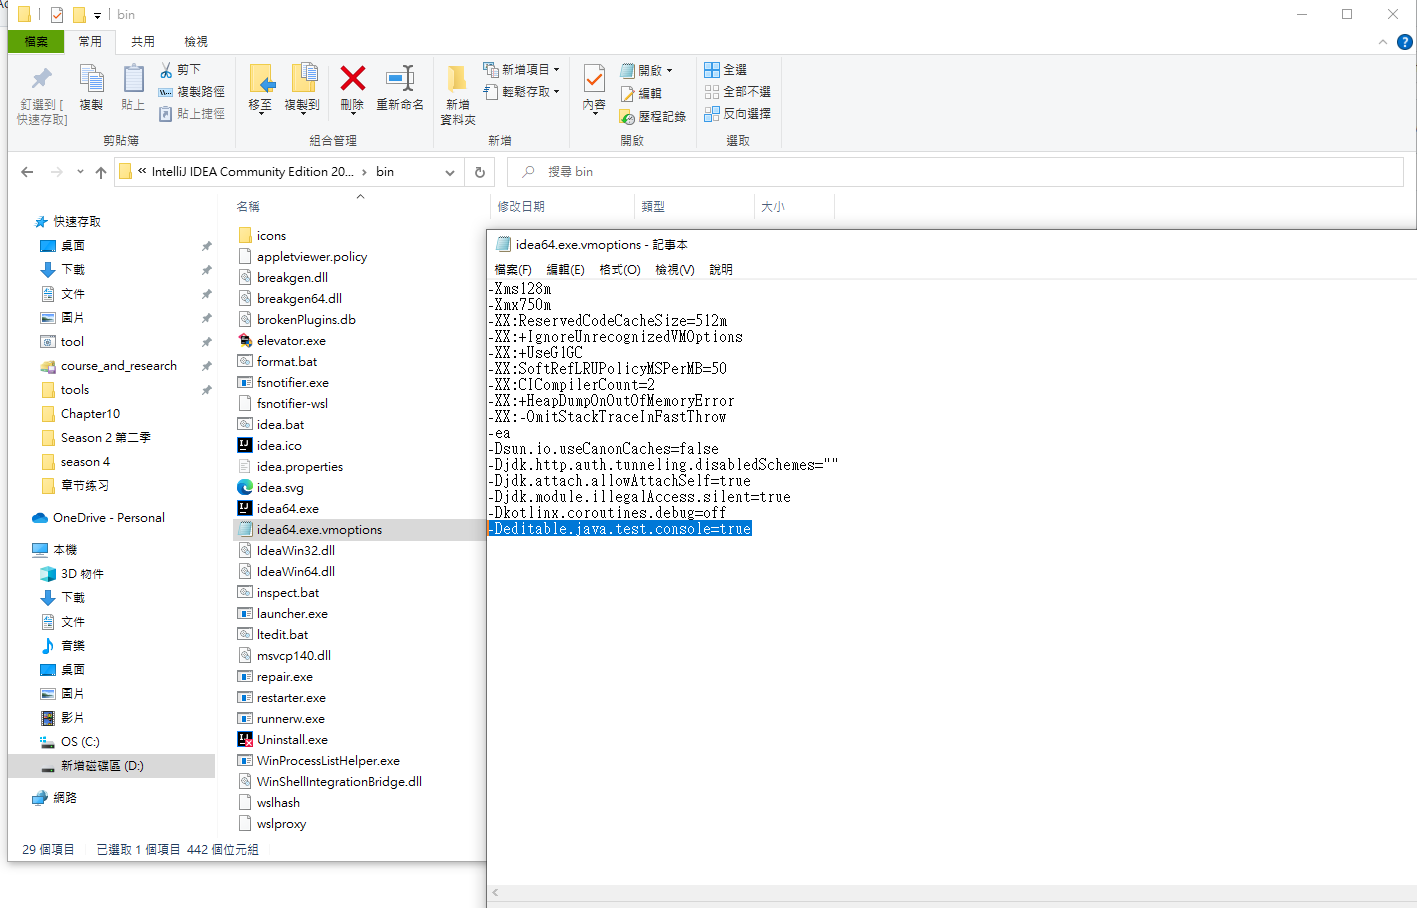 bin
檔案
常用
共用
檢視
釘選到 [
快速存取]
複製
貼上
剪下
複製路徑
貼上捷徑
剪貼簿
移至
複製到
刪除
重新命名
組合管理
新增
資料夾
新增項目
輕鬆存取
新增
內容
開啟
編輯
歷程記錄
開啟
全選
全部不選
反向選擇
選取
« IntelliJ IDEA Community Edition 20... › bin
搜尋 bin
快速存取
桌面
下載
文件
圖片
tool
course_and_research
tools
Chapter10
Season 2 第二季
season 4
章节练习
OneDrive - Personal
本機
3D 物件
下載
文件
音樂
桌面
圖片
影片
OS (C:)
新增磁碟區 (D:)
網路
名稱
修改日期
類型
大小
icons
appletviewer.policy
breakgen.dll
breakgen64.dll
brokenPlugins.db
elevator.exe
format.bat
fsnotifier.exe
fsnotifier-wsl
idea.bat
idea.ico
idea.properties
idea.svg
idea64.exe
idea64.exe.vmoptions
IdeaWin32.dll
IdeaWin64.dll
inspect.bat
launcher.exe
ltedit.bat
msvcp140.dll
repair.exe
restarter.exe
runnerw.exe
Uninstall.exe
WinProcessListHelper.exe
WinShellIntegrationBridge.dll
wslhash
wslproxy
29 個項目
已選取 1 個項目 442 個位元組
idea64.exe.vmoptions - 記事本
檔案(F)
編輯(E)
格式(O)
檢視(V)
說明
-Xms128m
-Xmx750m
-XX:ReservedCodeCacheSize=512m
-XX:+IgnoreUnrecognizedVMOptions
-XX:+UseG1GC
-XX:SoftRefLRUPolicyMSPerMB=50
-XX:CICompilerCount=2
-XX:+HeapDumpOnOutOfMemoryError
-XX:-OmitStackTraceInFastThrow
-ea
-Dsun.io.useCanonCaches=false
-Djdk.http.auth.tunneling.disabledSchemes=""
-Djdk.attach.allowAttachSelf=true
-Djdk.module.illegalAccess.silent=true
-Dkotlinx.coroutines.debug=off
-Deditable.java.test.console=true